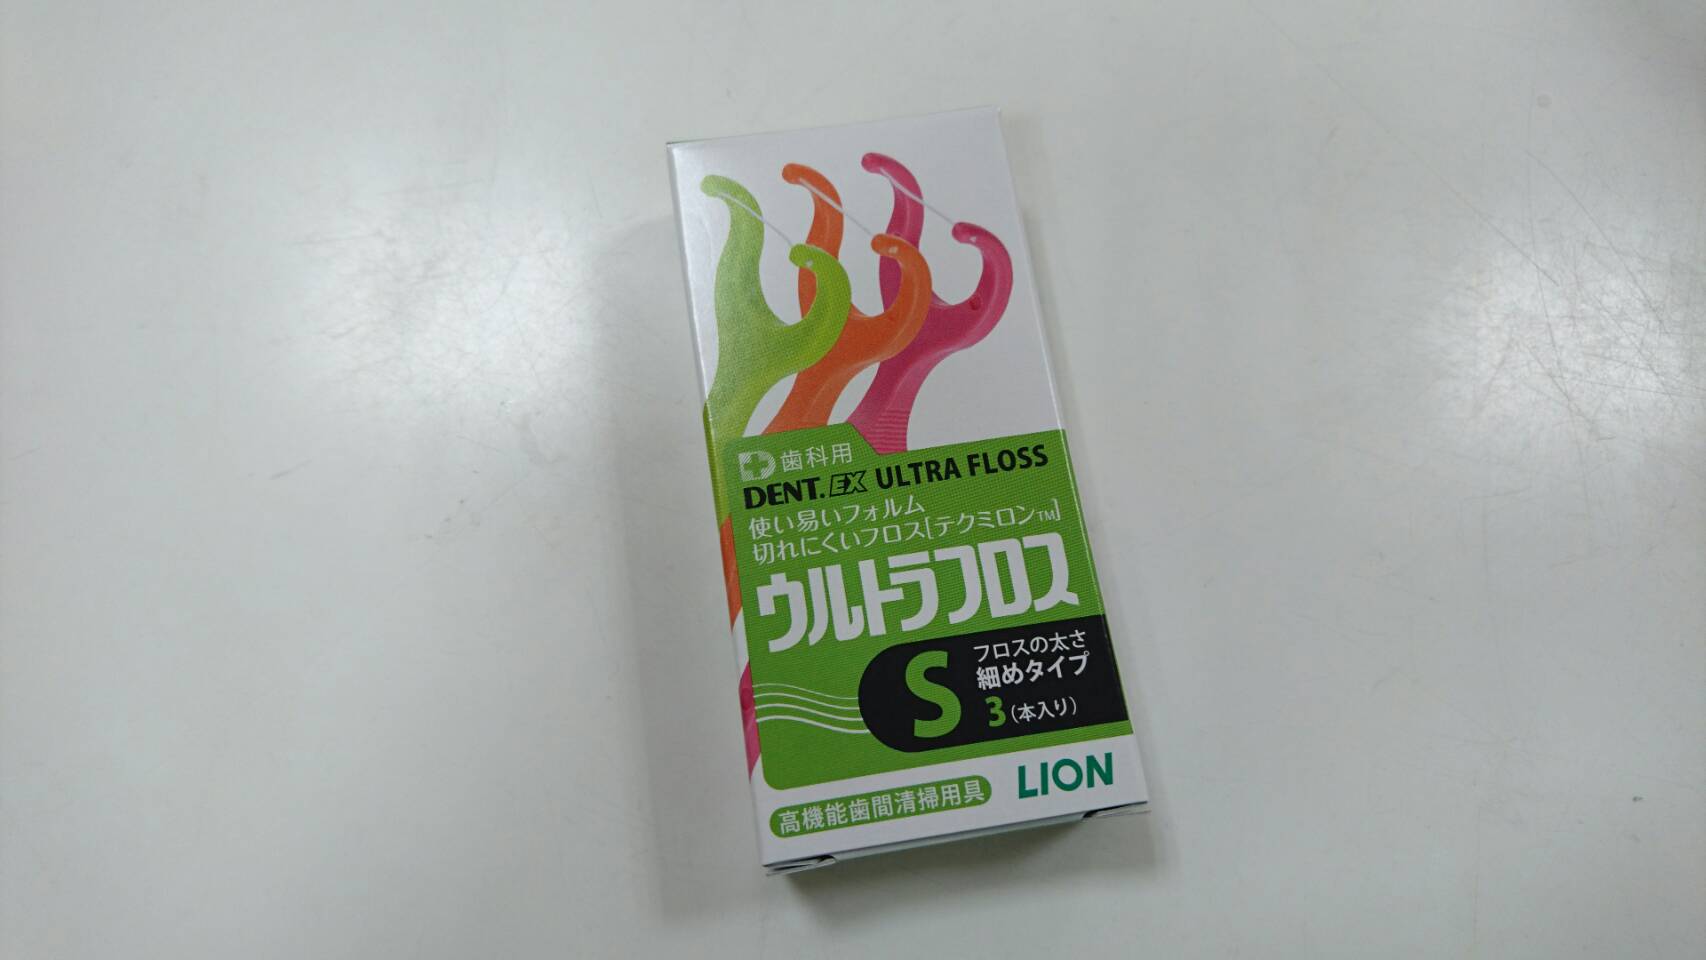 歯科用
DENT.EX ULTRA FLOSS
使い易いフォルム
切れにくいフロス[テクミロン™]
ウルトラフロス
S
フロスの太さ
細めタイプ
3(本入り)
LION
高機能歯間清掃用具